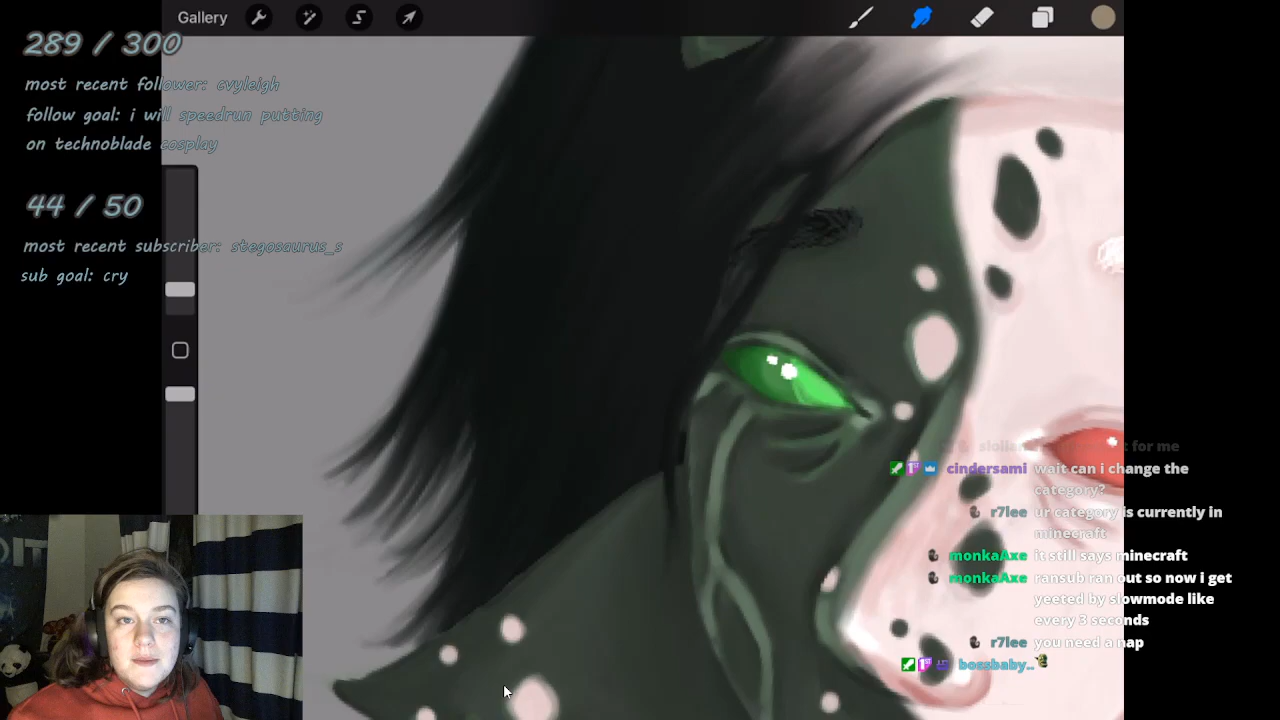 Gallery
289 / 300
most recent follower: cvyleigh
follow goal: i will speedrun putting
on technoblade cosplay
44 / 50
most recent subscriber: stegosaurus_s
sub goal: cry
for me
cindersami wait can i change the
category?
r7lee ur category is currently in
minecraft
monkaAxe it still says minecraft
monkaAxe ransub ran out so now i get
yeeted by slowmode like
every 3 seconds
r7lee you need a nap
bossbaby..